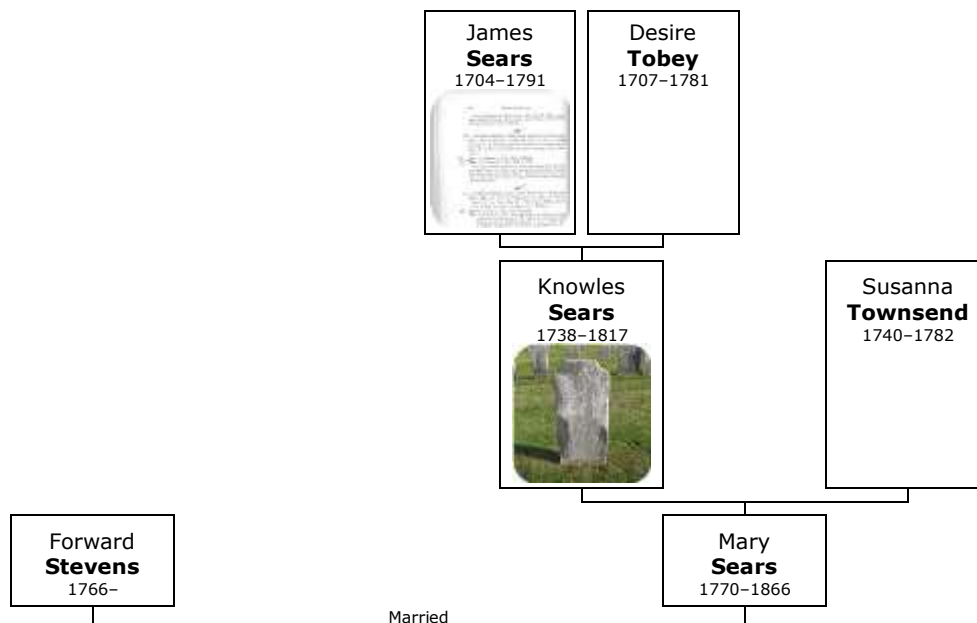 James
Sears
1704–1791
Desire
Tobey
1707–1781
Knowles
Sears
1738–1817
Susanna
Townsend
1740–1782
Forward
Stevens
1766–
Mary
Sears
1770–1866
Married